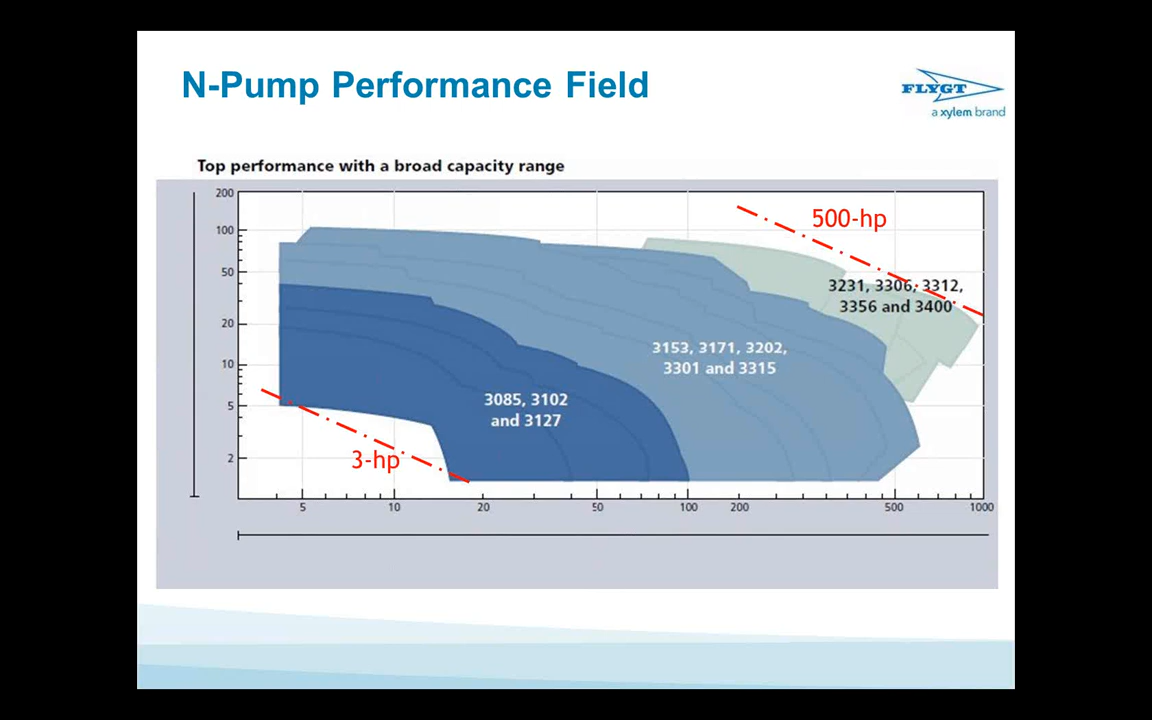 N-Pump Performance Field
FLYGT
a xylem brand
Top performance with a broad capacity range
200
100
50
20
10
5
2
500-hp
3231, 3306, 3312,
3356 and 3400
3153, 3171, 3202,
3301 and 3315
3085, 3102
and 3127
3-hp
5 10 20 50 100 200 500 1000